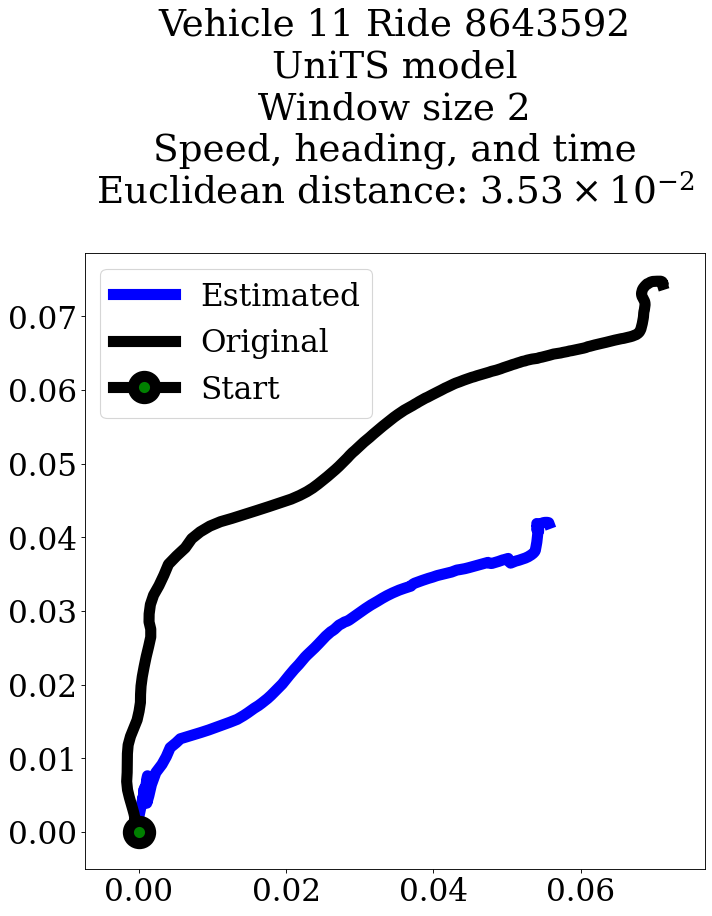 Vehicle 11 Ride 8643592
UniTS model
Window size 2
Speed, heading, and time
Euclidean distance: 3.53 × 10⁻²
Estimated
Original
Start
0.07
0.06
0.05
0.04
0.03
0.02
0.01
0.00
0.00 0.02 0.04 0.06